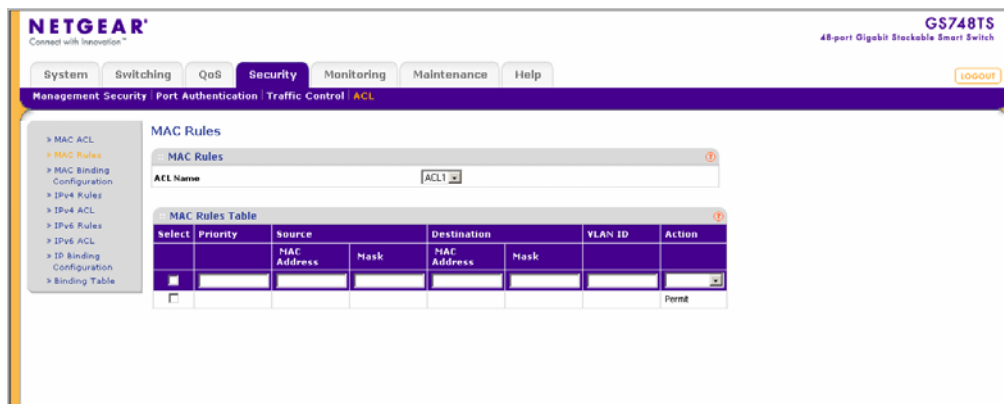 NETGEAR
Connect with Innovation™
GS748TS
48-port Gigabit Stackable Smart Switch
System Switching QoS Security Monitoring Maintenance Help
LOGOUT
Management Security Port Authentication Traffic Control ACL
» MAC ACL
» MAC Rules
» MAC Binding
Configuration
» IPv4 Rules
» IPv4 ACL
» IPv6 Rules
» IPv6 ACL
» IP Binding
Configuration
» Binding Table
MAC Rules
MAC Rules ?
ACL Name ACL1
MAC Rules Table ?
Select Priority Source Destination VLAN ID Action
MAC Address Mask MAC Address Mask
Permit